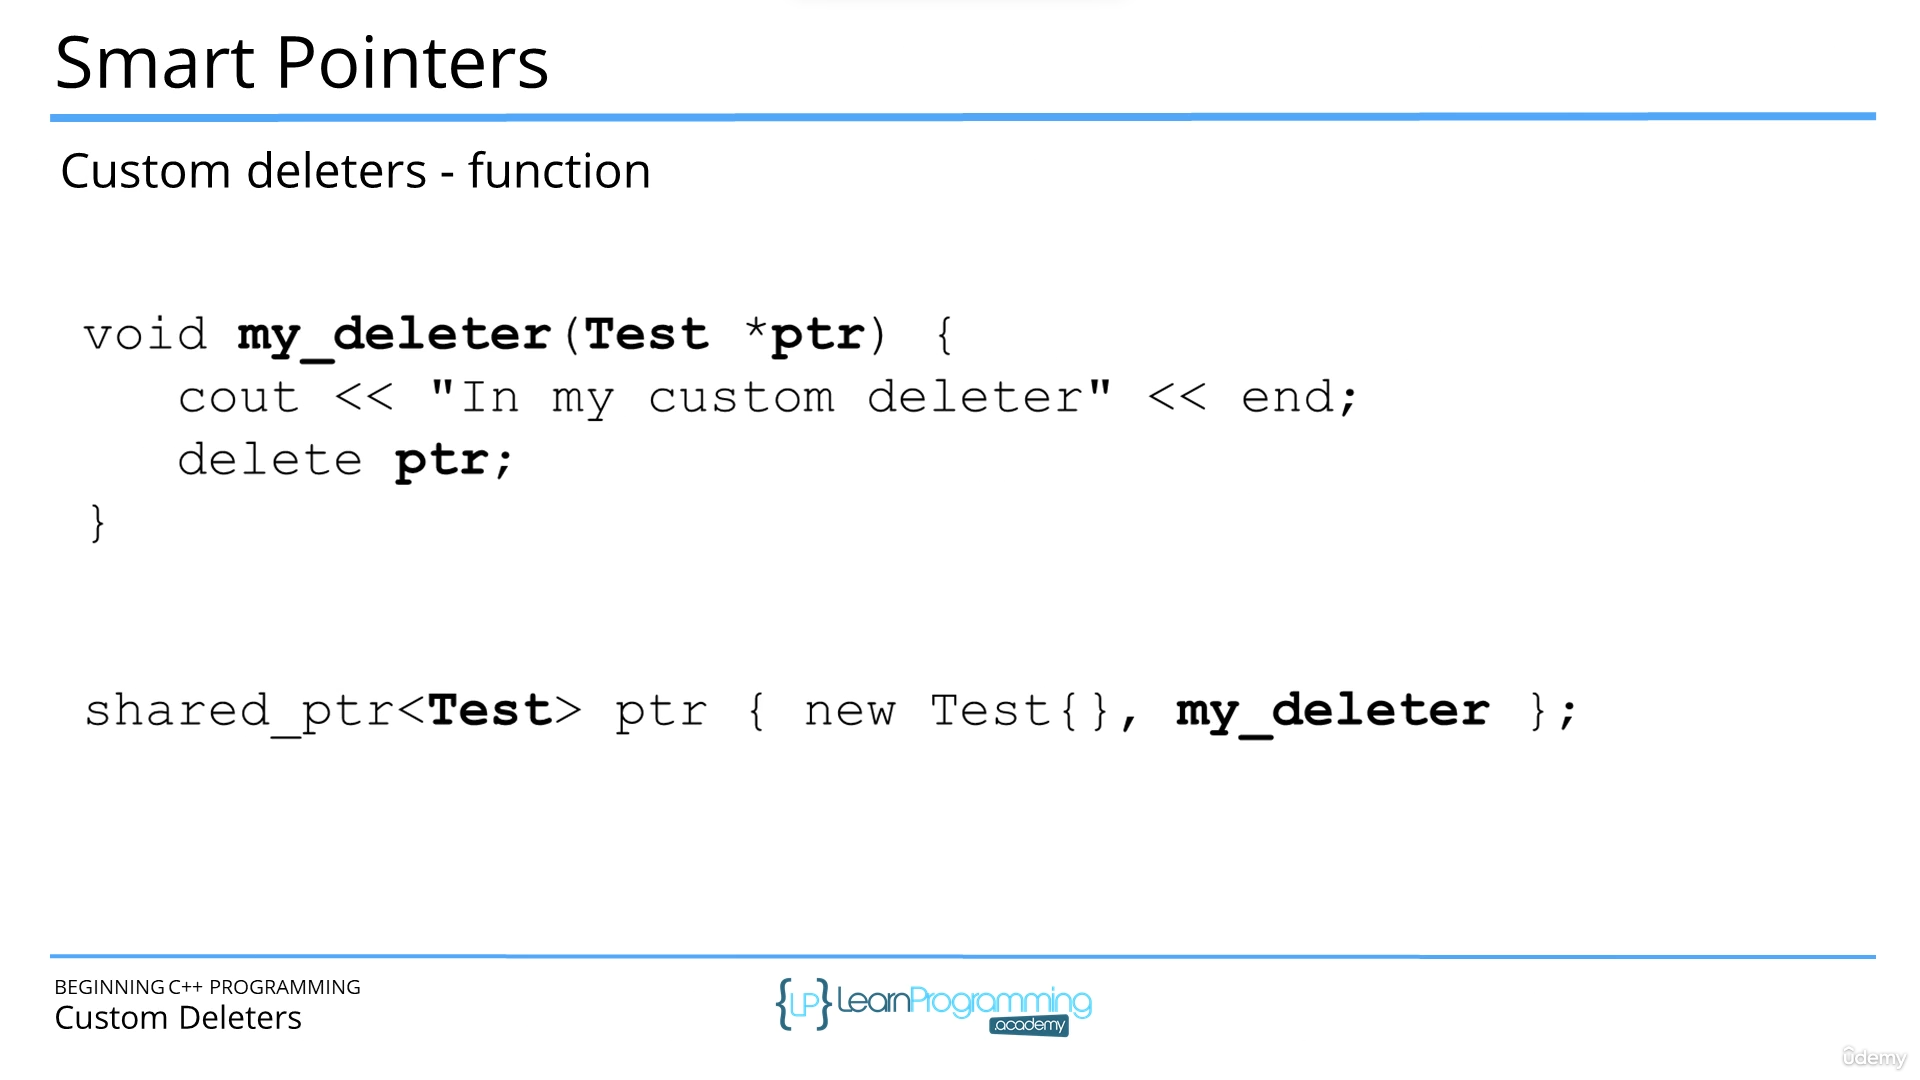 Smart Pointers
Custom deleters - function
void my_deleter(Test *ptr) {
cout << "In my custom deleter" << end;
delete ptr;
}
shared_ptr<Test> ptr { new Test{}, my_deleter };
BEGINNING C++ PROGRAMMING
Custom Deleters
{LP} LearnProgramming
.academy
ûdemy